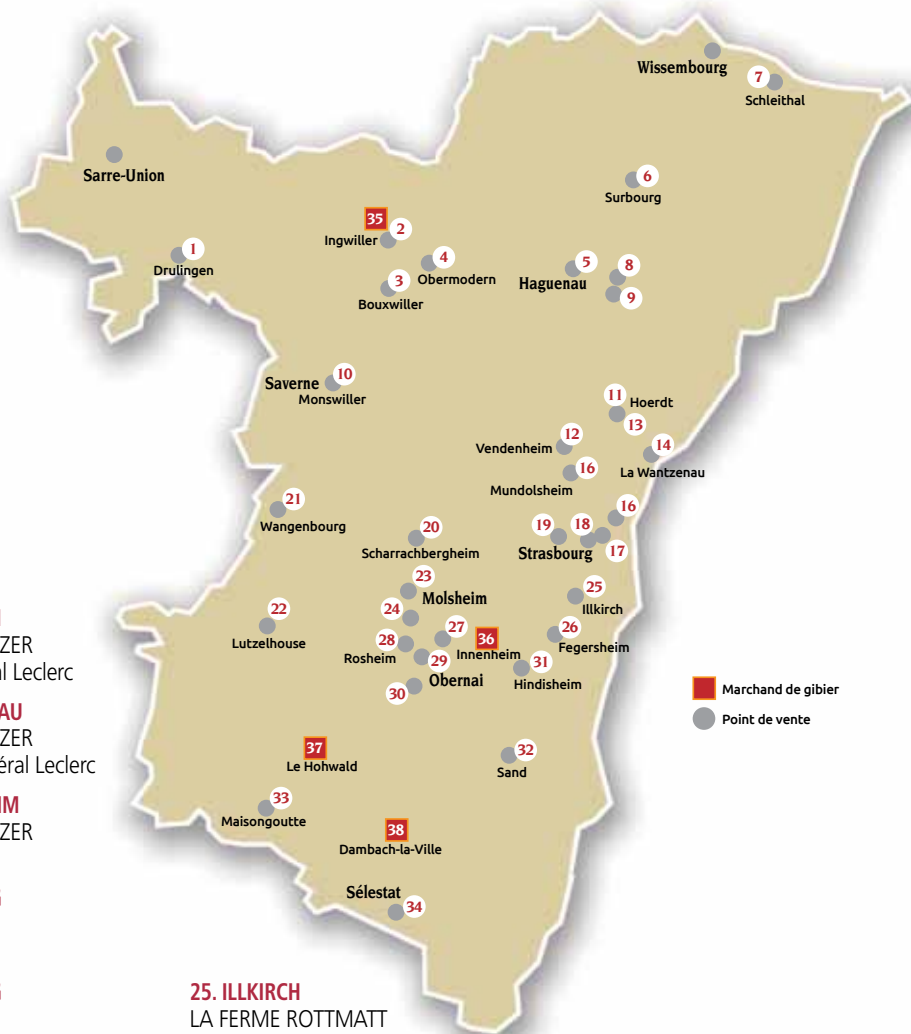 Wissembourg
7
Schleithal
Sarre-Union
6
Surbourg
35
2
Ingwiller
1
Drulingen
4
Obermodern
3
Bouxwiller
5
Haguenau
8
9
10
Saverne
Monswiller
11
Hoerdt
13
12
Vendenheim
14
La Wantzenau
16
Mundolsheim
21
Wangenbourg
16
20
Scharrachbergheim
19
18
Strasbourg
17
23
Molsheim
25
Illkirch
22
Lutzelhouse
24
26
Fegersheim
27
36
Innenheim
28
Rosheim
29
Obernai
31
Hindisheim
30
Marchand de gibier
Point de vente
37
Le Hohwald
32
Sand
33
Maisongoutte
38
Dambach-la-Ville
Sélestat
34
ZER
al Leclerc
AU
ZER
éral Leclerc
IM
ZER
G
G
25. ILLKIRCH
LA FERME ROTTMATT